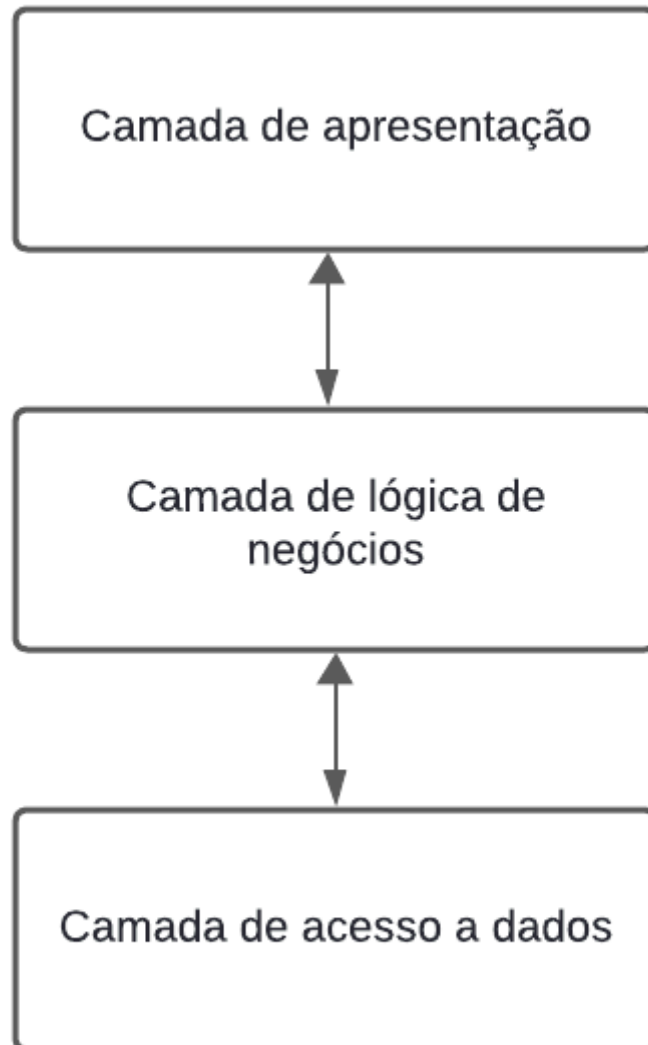 Camada de apresentação
Camada de lógica de
negócios
Camada de acesso a dados